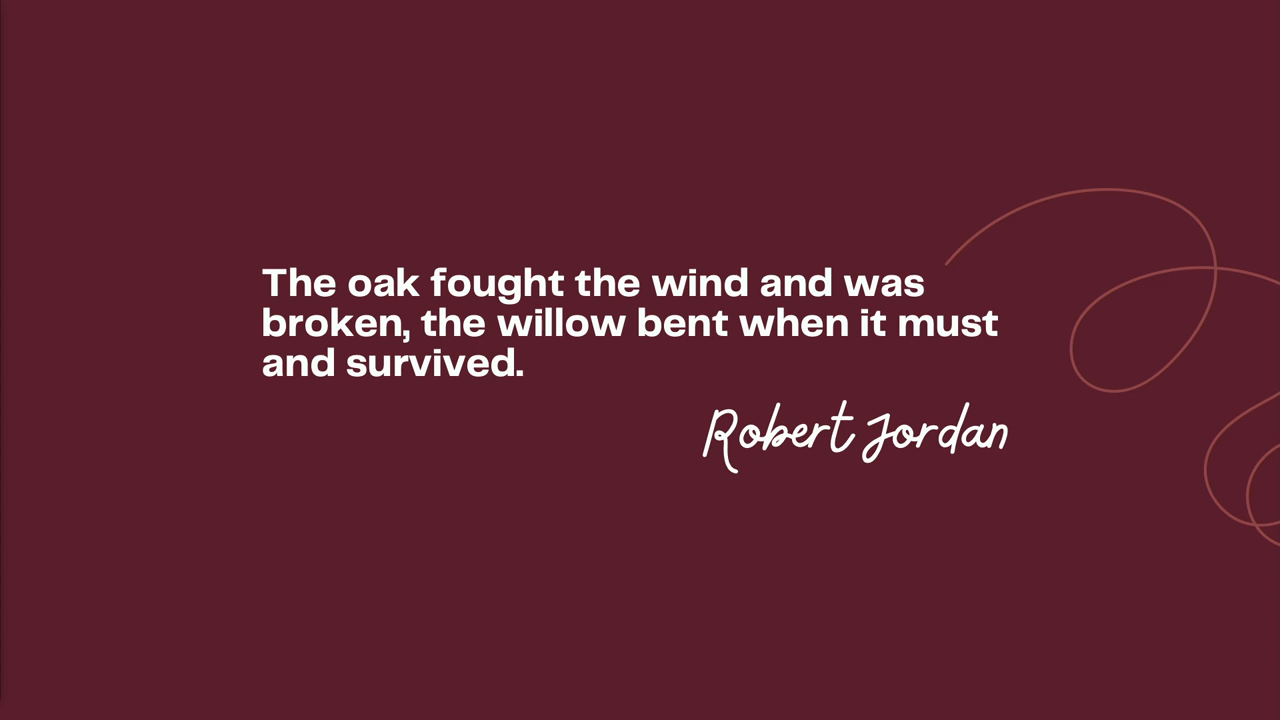 The oak fought the wind and was
broken, the willow bent when it must
and survived.
Robert Jordan